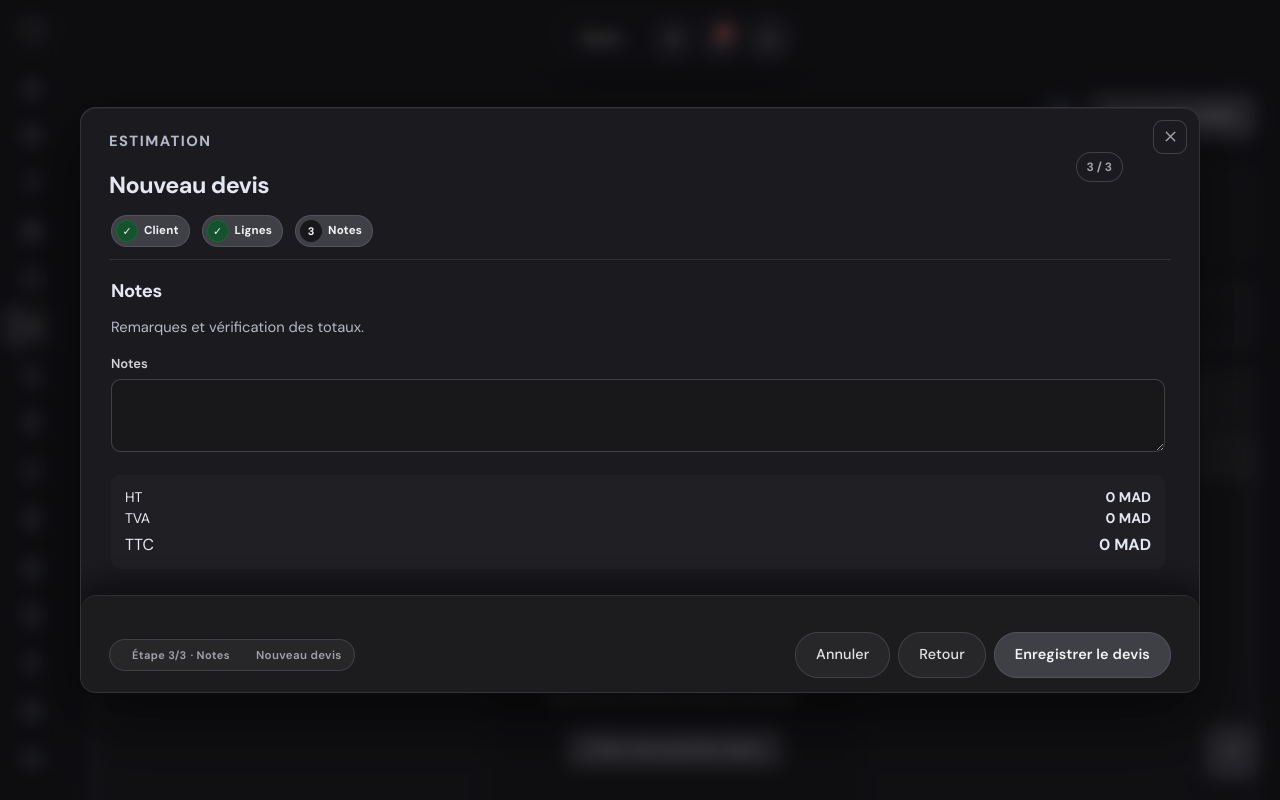 ESTIMATION
3 / 3
Nouveau devis
✓ Client ✓ Lignes 3 Notes
Notes
Remarques et vérification des totaux.
Notes
HT 0 MAD
TVA 0 MAD
TTC 0 MAD
Étape 3/3 · Notes Nouveau devis Annuler Retour Enregistrer le devis